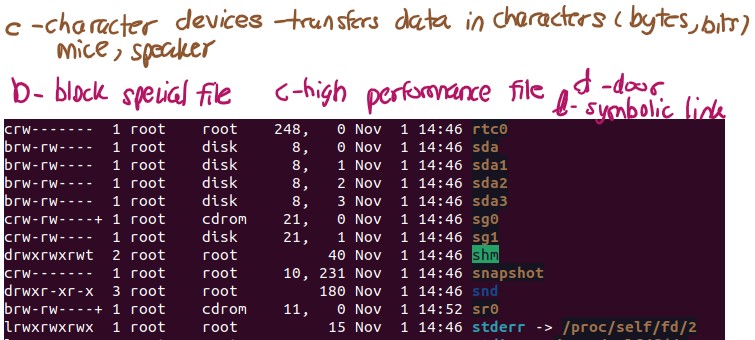 c - character devices - transfers data in characters (bytes, bits)
mice, speaker
b - block special file c - high performance file d - door
l - symbolic link
crw------- 1 root root 248, 0 Nov 1 14:46 rtc0
brw-rw---- 1 root disk 8, 0 Nov 1 14:46 sda
brw-rw---- 1 root disk 8, 1 Nov 1 14:46 sda1
brw-rw---- 1 root disk 8, 2 Nov 1 14:46 sda2
brw-rw---- 1 root disk 8, 3 Nov 1 14:46 sda3
crw-rw----+ 1 root cdrom 21, 0 Nov 1 14:46 sg0
crw-rw---- 1 root disk 21, 1 Nov 1 14:46 sg1
drwxrwxrwt 2 root root 40 Nov 1 14:46 shm
crw------- 1 root root 10, 231 Nov 1 14:46 snapshot
drwxr-xr-x 3 root root 180 Nov 1 14:46 snd
brw-rw----+ 1 root cdrom 11, 0 Nov 1 14:52 sr0
lrwxrwxrwx 1 root root 15 Nov 1 14:46 stderr -> /proc/self/fd/2